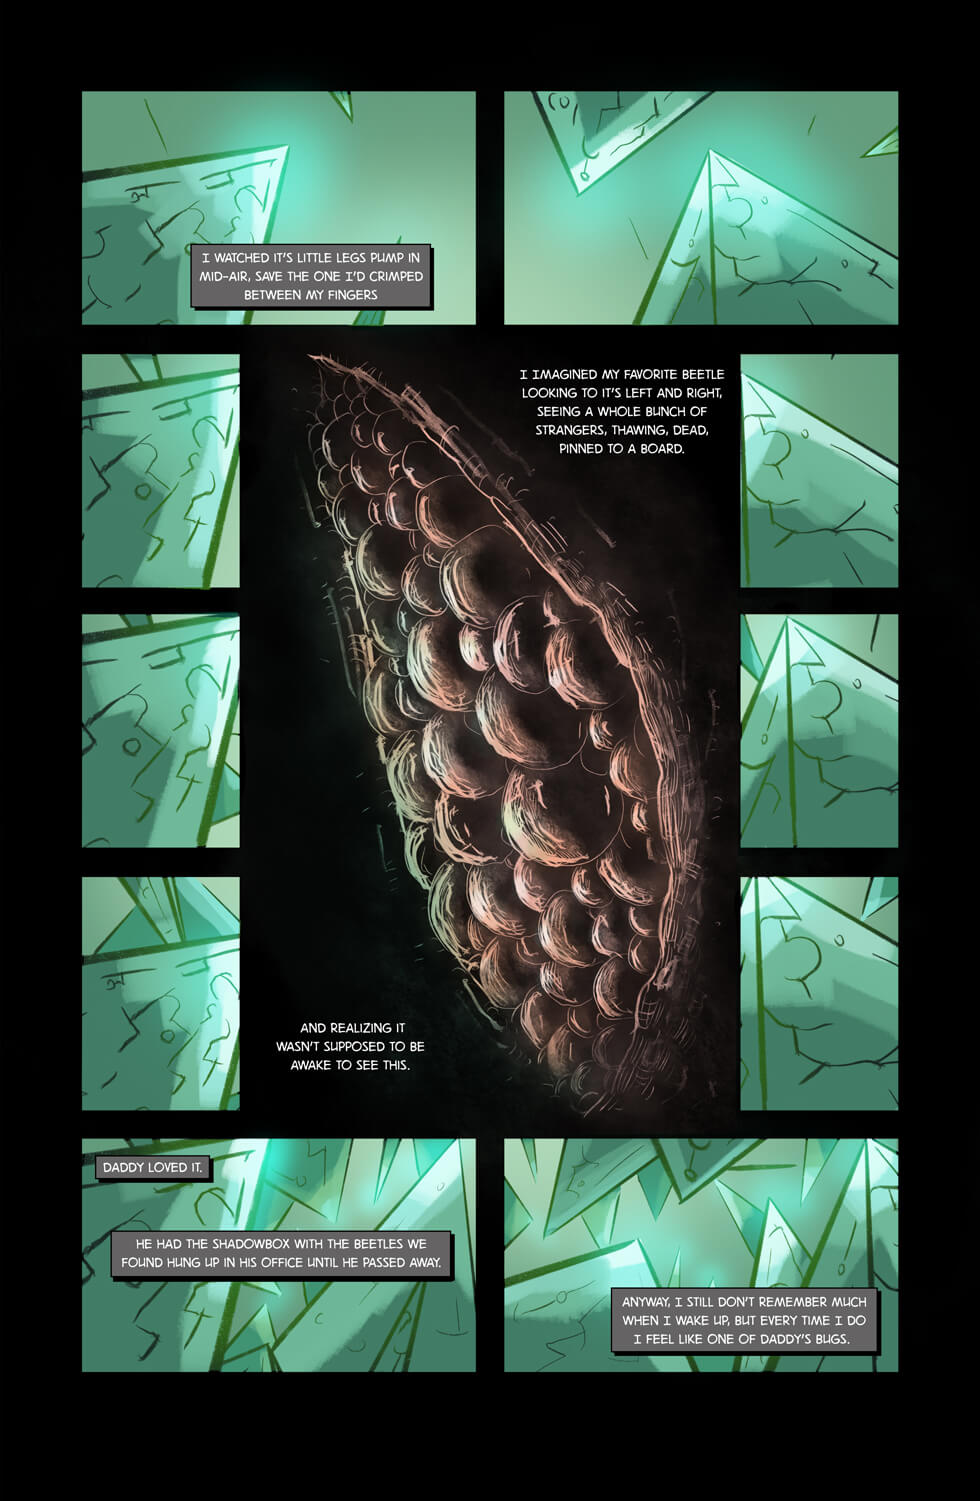 I WATCHED IT'S LITTLE LEGS PUMP IN
MID-AIR, SAVE THE ONE I'D CRIMPED
BETWEEN MY FINGERS
I IMAGINED MY FAVORITE BEETLE
LOOKING TO IT'S LEFT AND RIGHT,
SEEING A WHOLE BUNCH OF
STRANGERS, THAWING, DEAD,
PINNED TO A BOARD.
AND REALIZING IT
WASN'T SUPPOSED TO BE
AWAKE TO SEE THIS.
DADDY LOVED IT.
HE HAD THE SHADOWBOX WITH THE BEETLES WE
FOUND HUNG UP IN HIS OFFICE UNTIL HE PASSED AWAY.
ANYWAY, I STILL DON'T REMEMBER MUCH
WHEN I WAKE UP, BUT EVERY TIME I DO
I FEEL LIKE ONE OF DADDY'S BUGS.